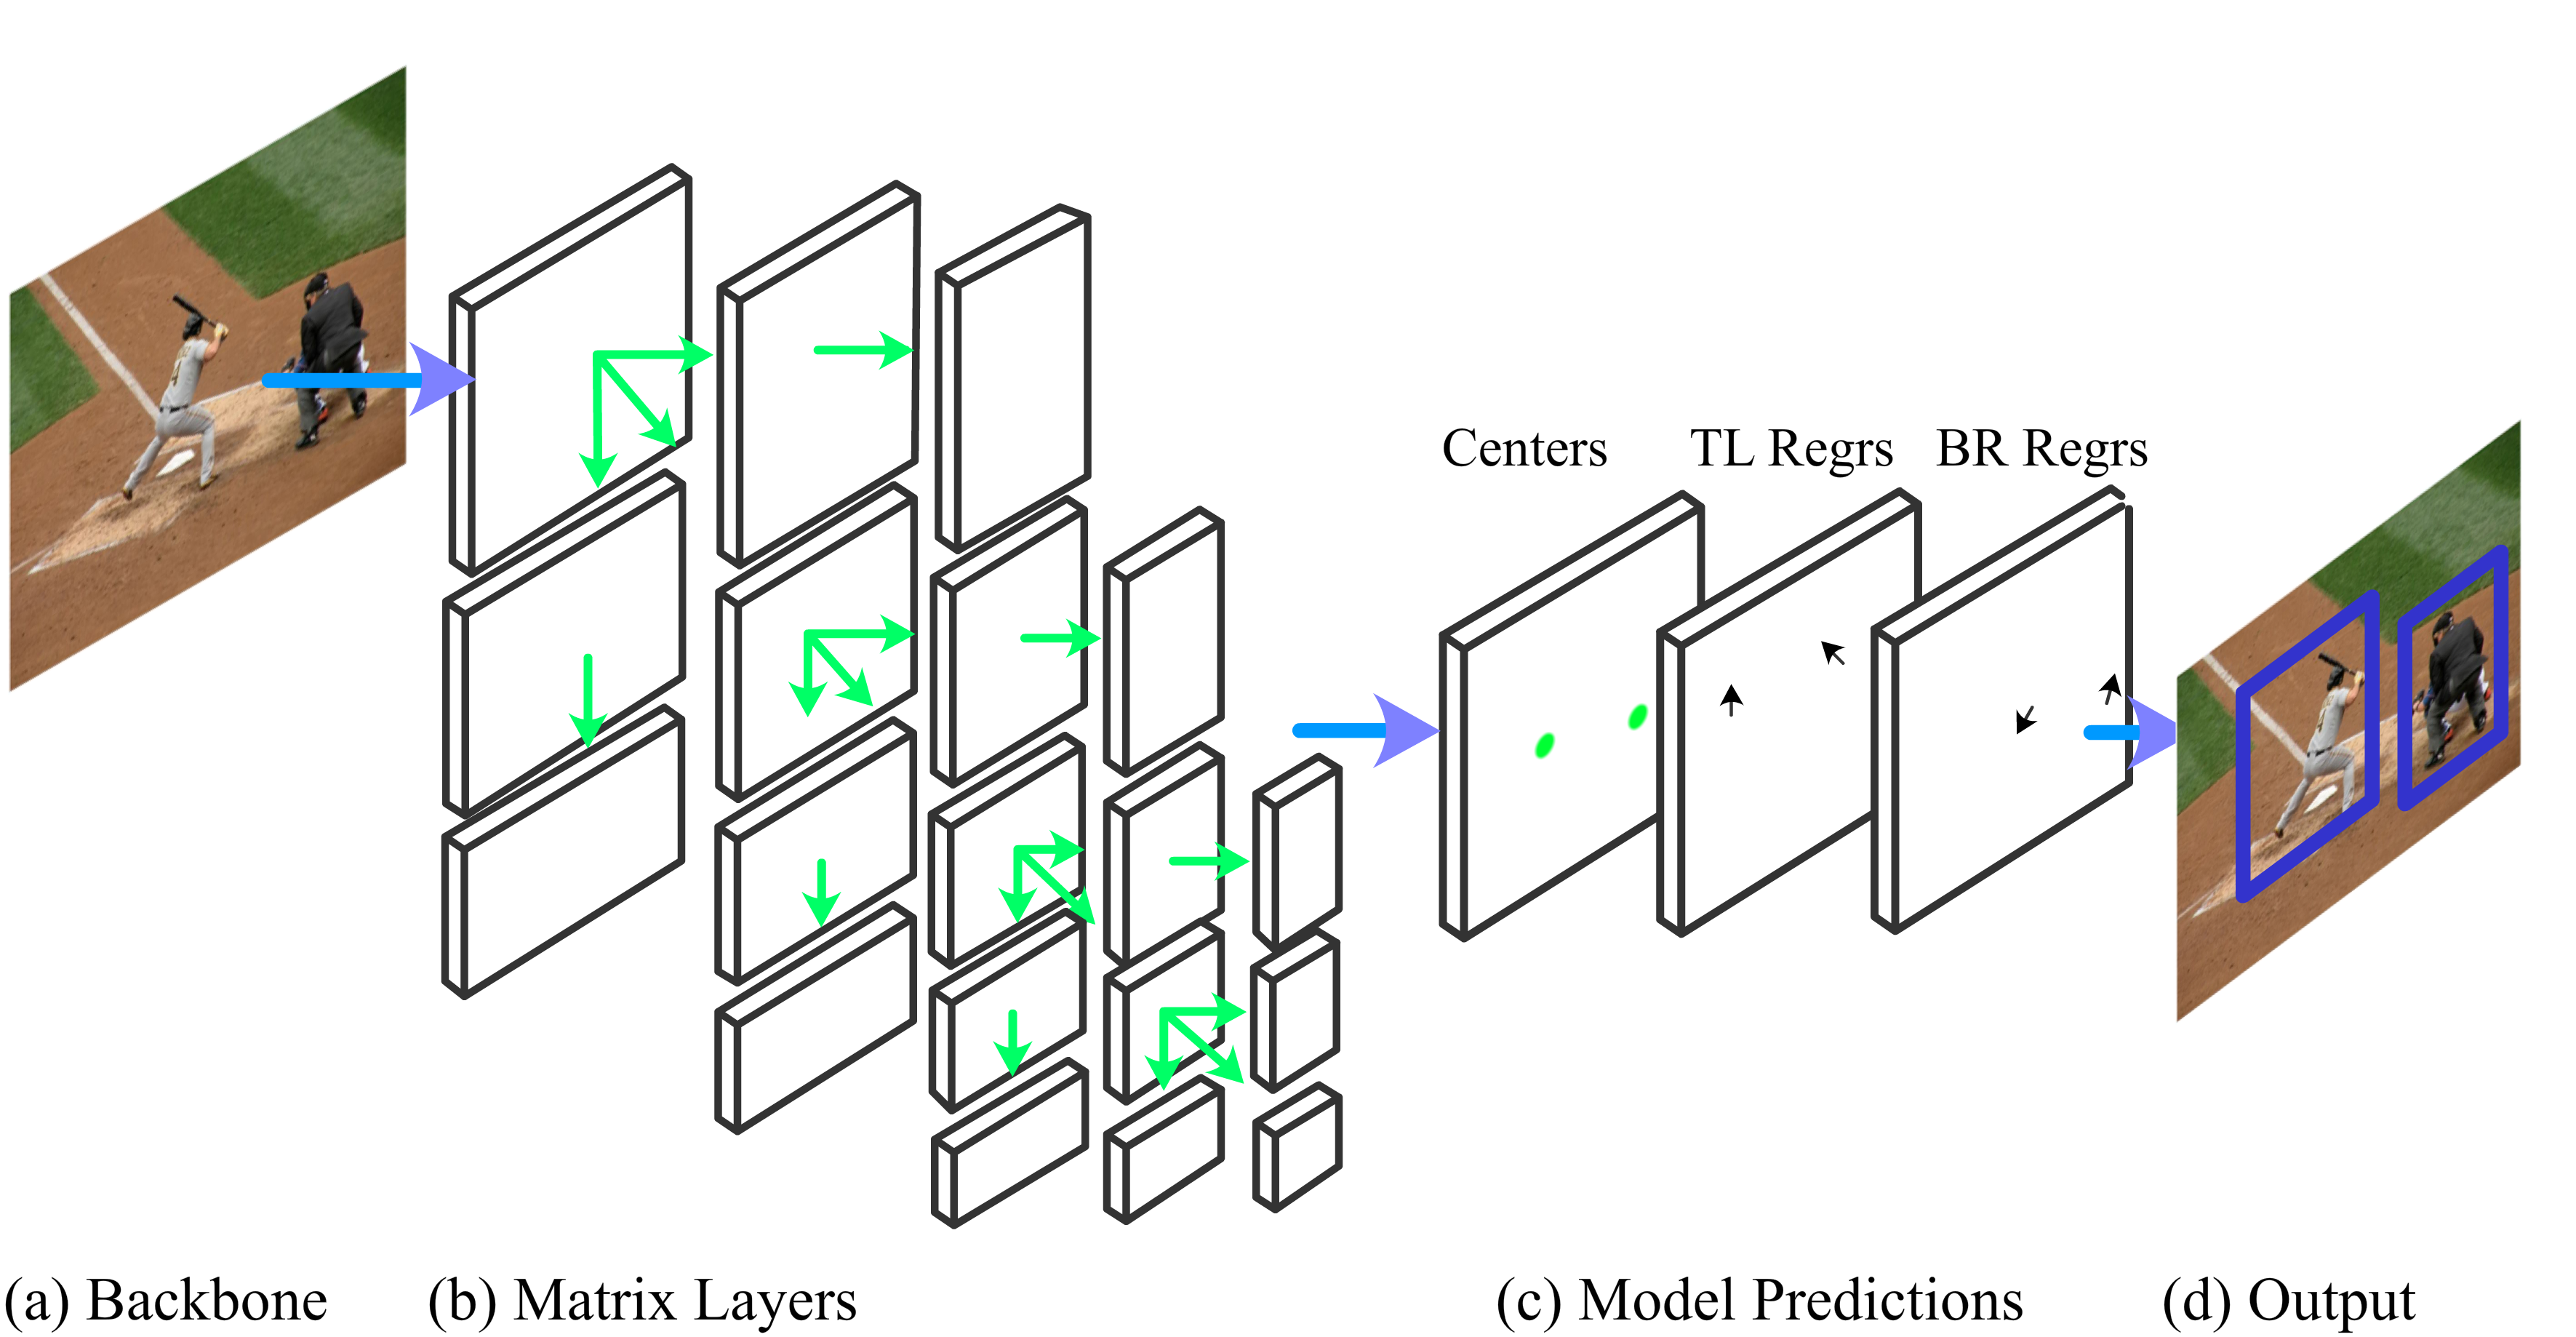 Centers
TL Regrs
BR Regrs
(a) Backbone
(b) Matrix Layers
(c) Model Predictions
(d) Output